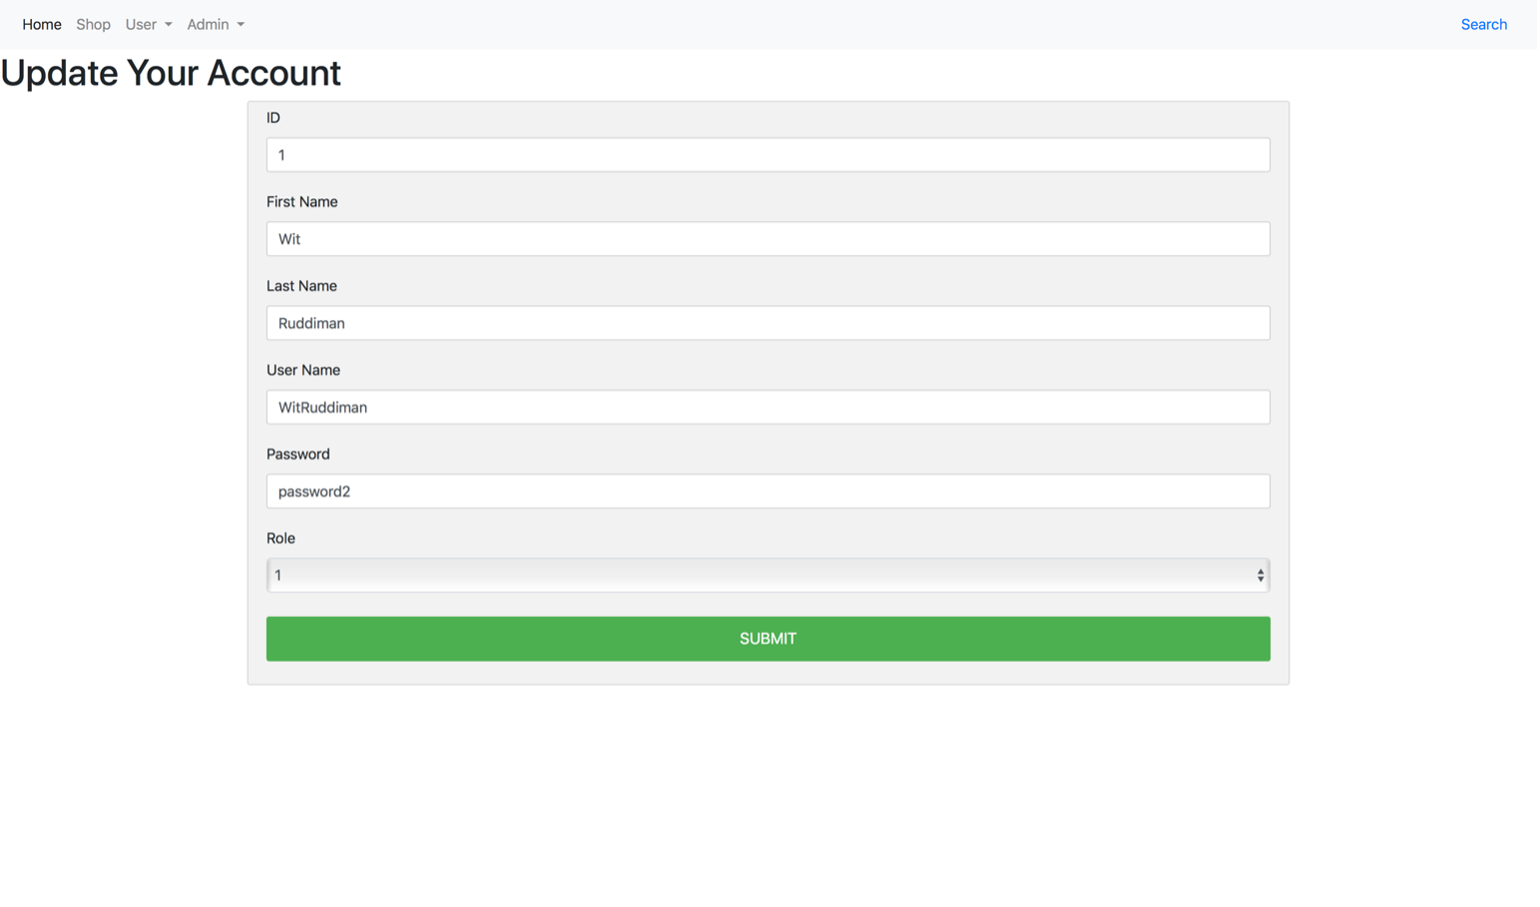 Home Shop User Admin Search
Update Your Account
ID
1
First Name
Wit
Last Name
Ruddiman
User Name
WitRuddiman
Password
password2
Role
1
SUBMIT